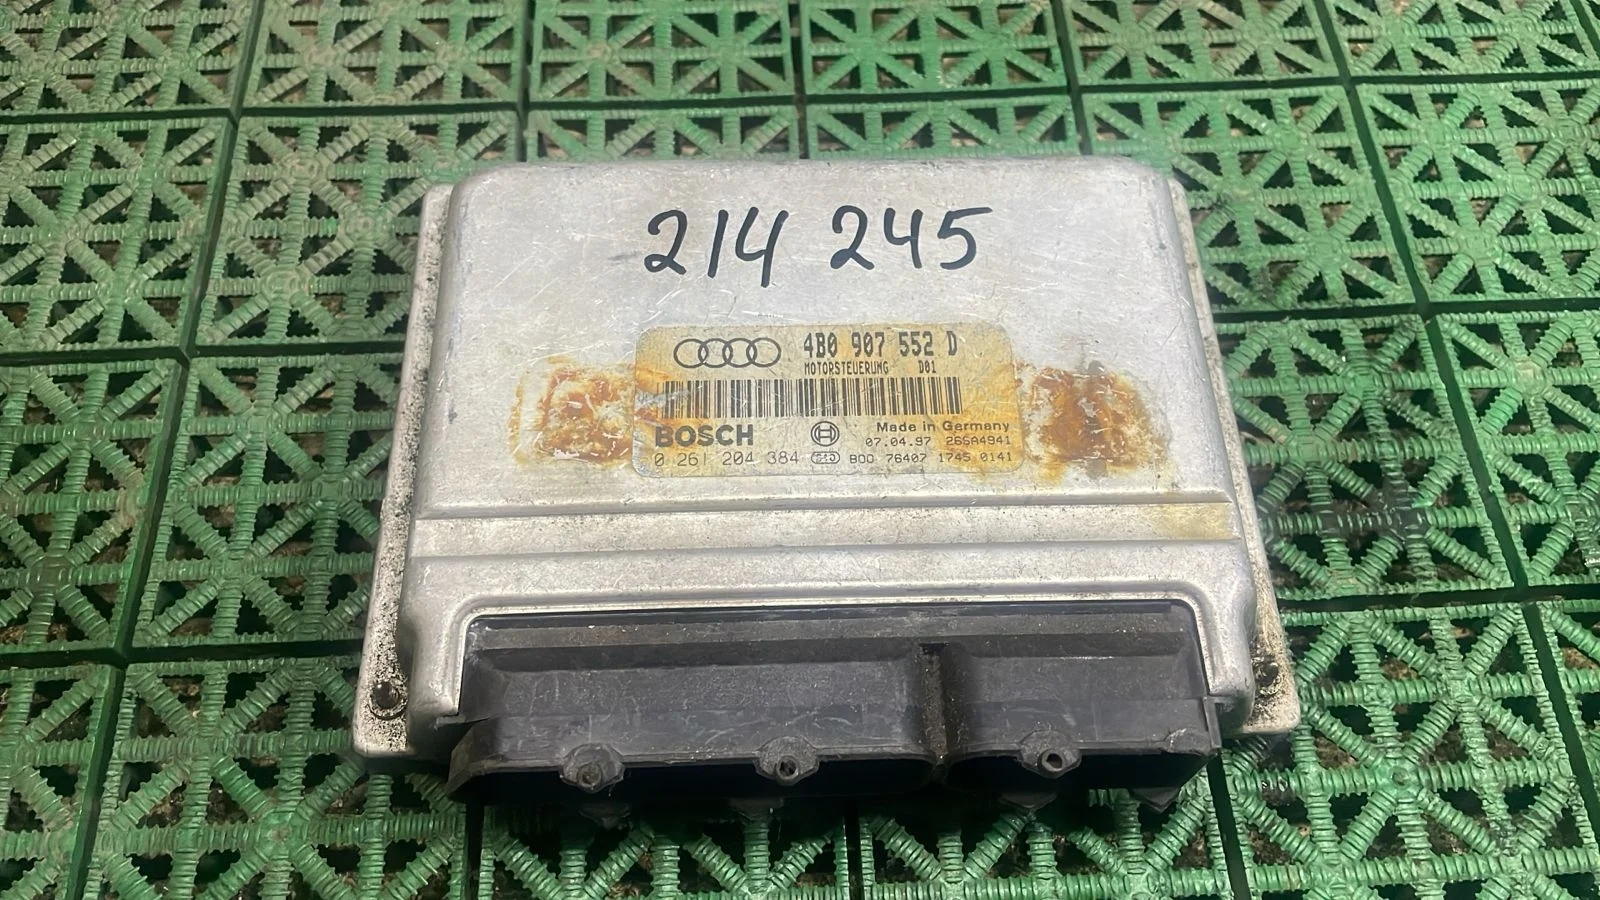 214 245
4B0 907 552 D
MOTORSTEUERUNG D01
BOSCH
Made in Germany
07.04.97 26SA4941
0 261 204 384 B00 76407 1745 0141